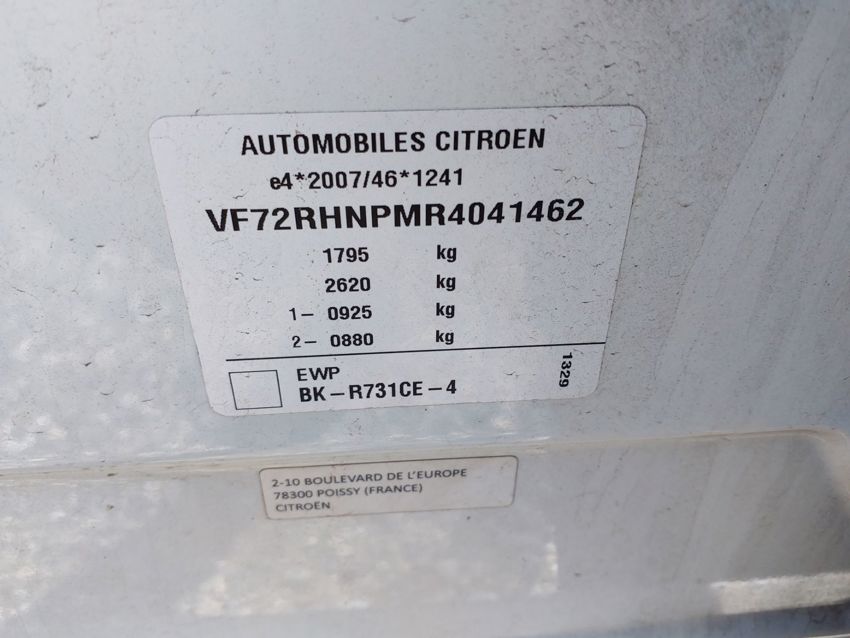 AUTOMOBILES CITROEN
e4*2007/46*1241
VF72RHNPMR4041462
1795 kg
2620 kg
1- 0925 kg
2- 0880 kg
EWP
BK-R731CE-4
1329
2-10 BOULEVARD DE L'EUROPE
78300 POISSY (FRANCE)
CITROËN